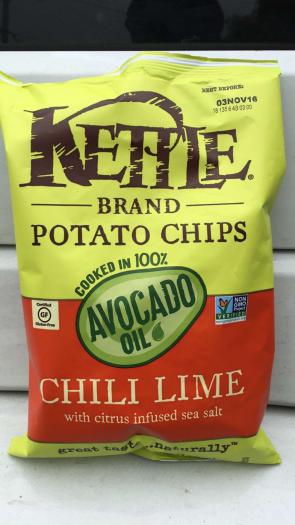 BEST BEFORE:
03NOV16
KETTLE®
BRAND
POTATO CHIPS
COOKED IN 100%
AVOCADO
OIL
Certified
GF
Gluten-Free
NON
GMO
Project
VERIFIED
CHILI LIME
with citrus infused sea salt
great taste...naturally™